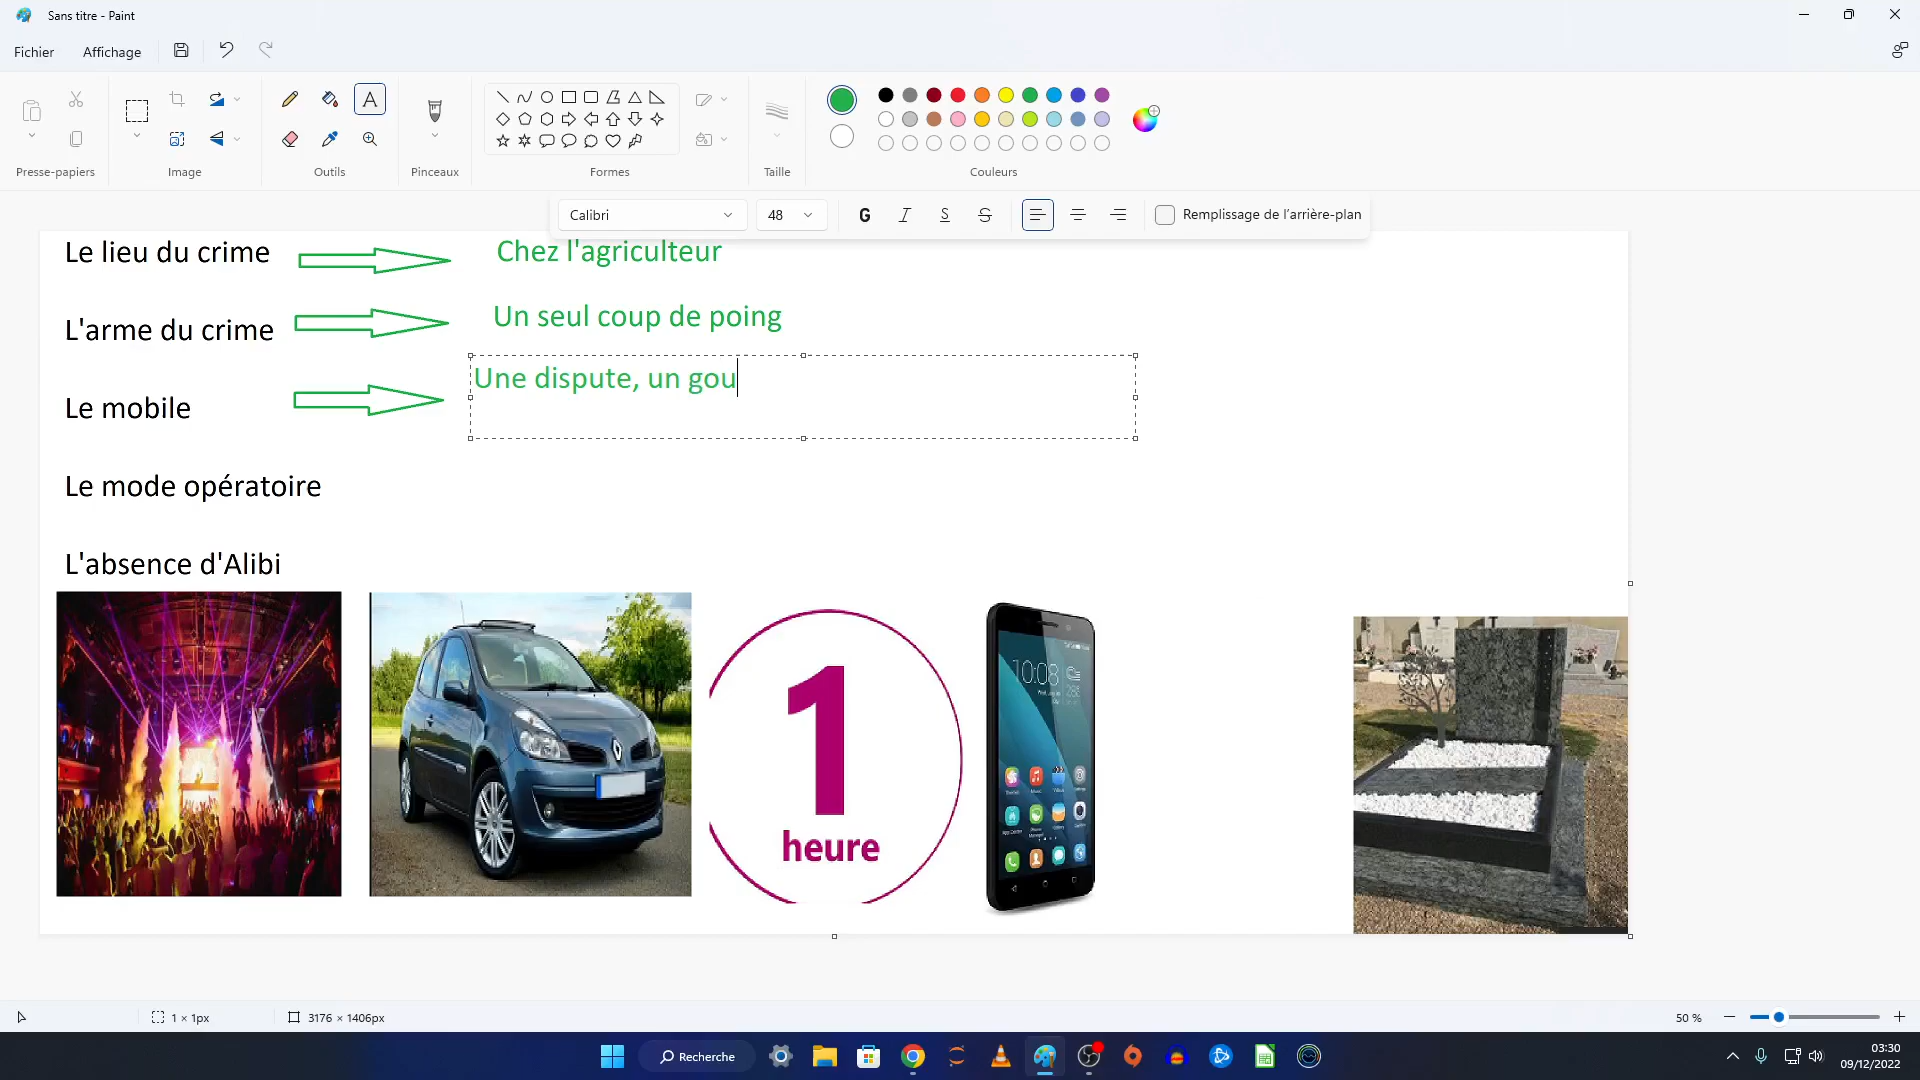 Sans titre - Paint
Fichier
Affichage
Presse-papiers
Image
Outils
Pinceaux
Formes
Taille
Couleurs
Calibri
48
G
I
S
S
Remplissage de l'arrière-plan
Le lieu du crime
Chez l'agriculteur
L'arme du crime
Un seul coup de poing
Le mobile
Une dispute, un gou
Le mode opératoire
L'absence d'Alibi
1
heure
10:08
1 × 1px
3176 × 1406px
50 %
Recherche
03:30
09/12/2022